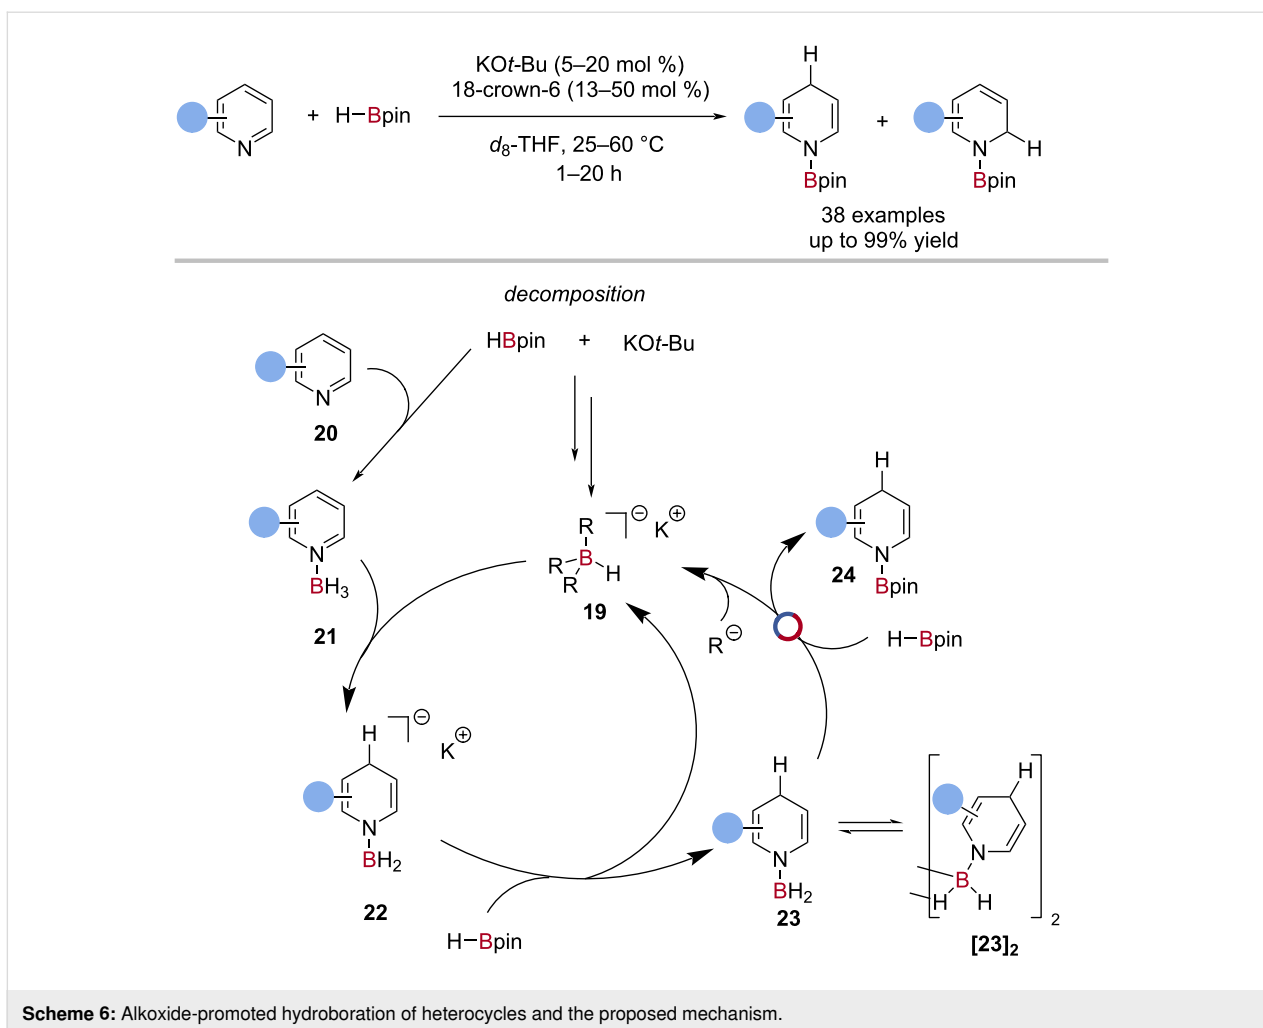 KOt-Bu (5–20 mol %)
18-crown-6 (13–50 mol %)
d8-THF, 25–60 °C
1–20 h
N
+
H–Bpin
H
N
Bpin
+
N
H
Bpin
38 examples
up to 99% yield
decomposition
HBpin + KOt-Bu
N
20
N
BH3
21
R
R
R
B
H
⊖
K⊕
19
H
N
Bpin
24
R⊖
H–Bpin
H
⊖
K⊕
N
BH2
22
H–Bpin
H
N
BH2
23
H
N
B
H H
2
[23]2
Scheme 6: Alkoxide-promoted hydroboration of heterocycles and the proposed mechanism.